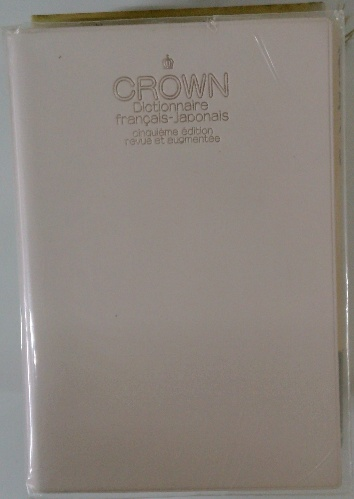 CROWN
Dictionnaire
français-japonais
cinquième édition
revue et augmentée